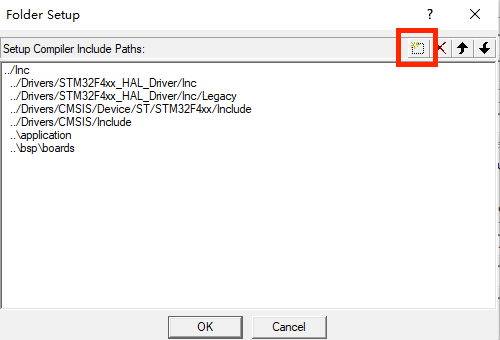 Folder Setup
?
Setup Compiler Include Paths:
../Inc
../Drivers/STM32F4xx_HAL_Driver/Inc
../Drivers/STM32F4xx_HAL_Driver/Inc/Legacy
../Drivers/CMSIS/Device/ST/STM32F4xx/Include
../Drivers/CMSIS/Include
..\application
..\bsp\boards
OK
Cancel